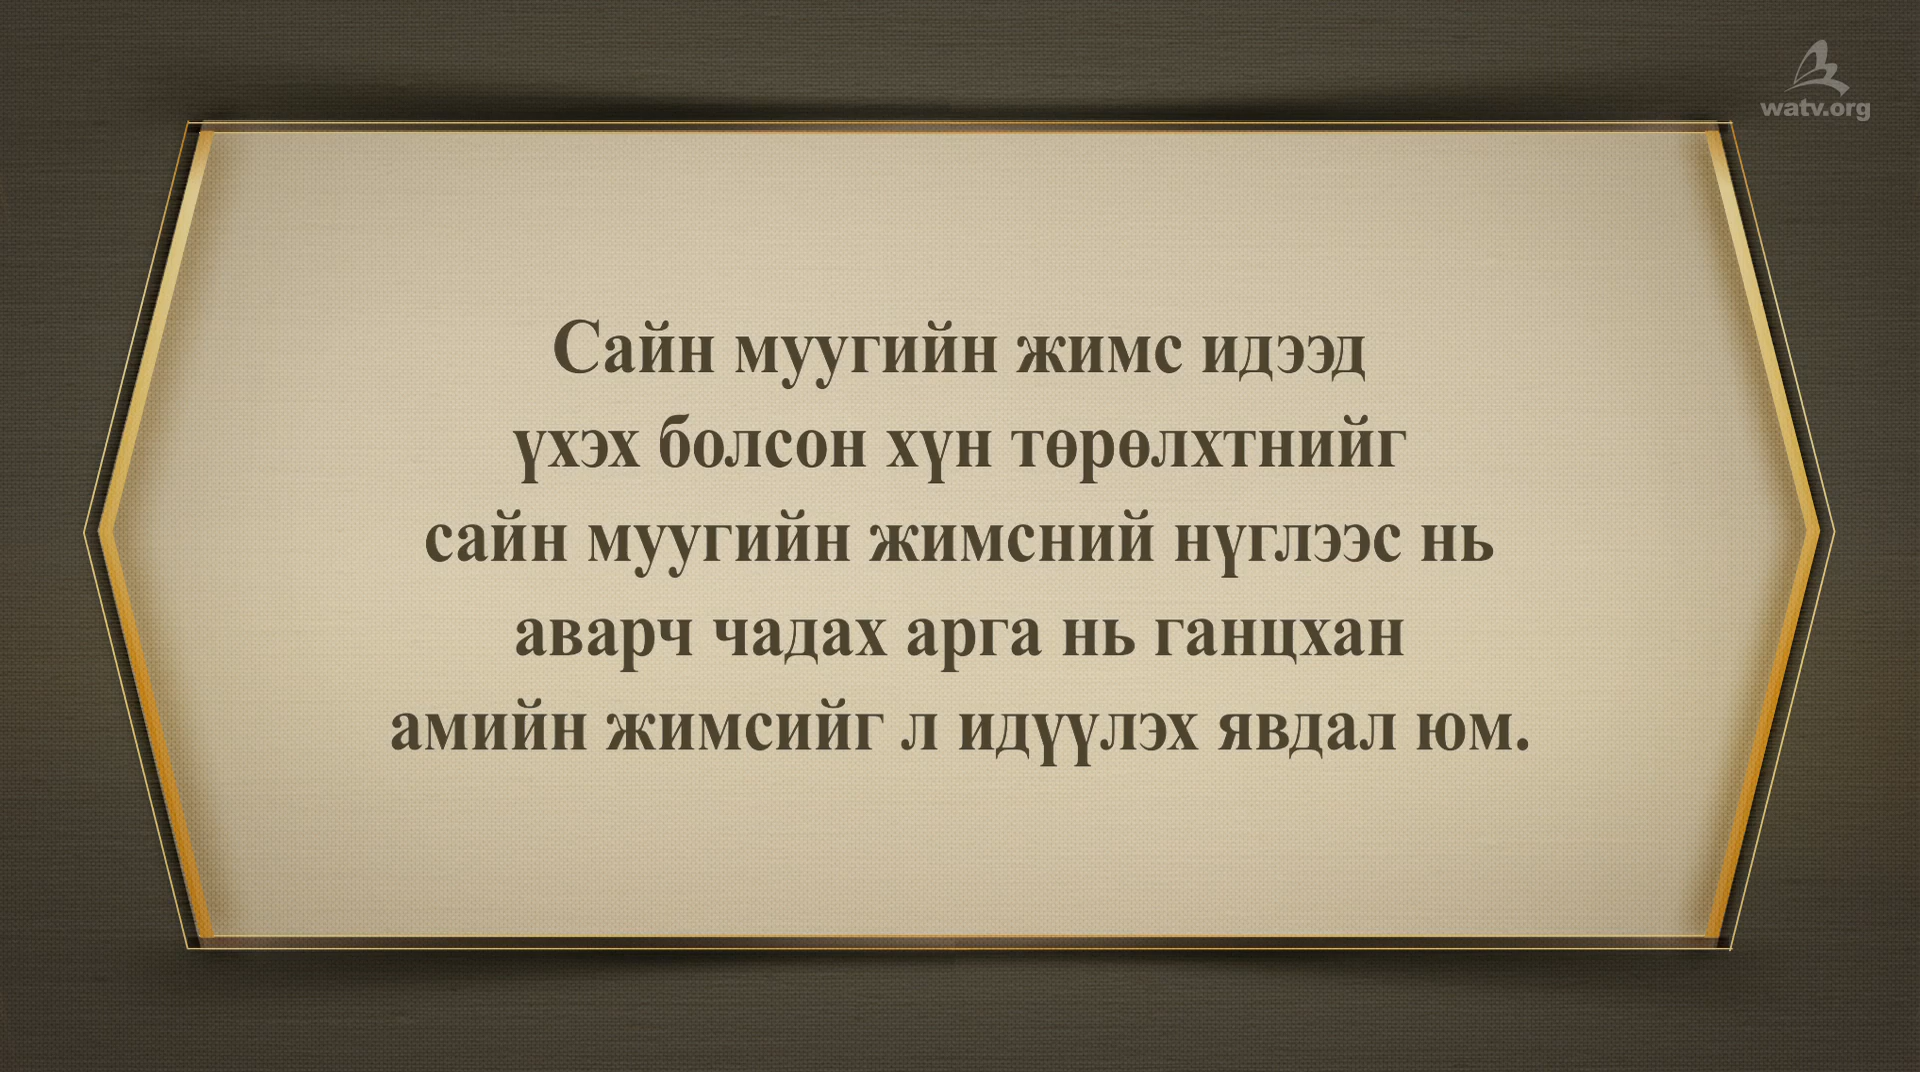 watv.org
Сайн муугийн жимс идээд
үхэх болсон хүн төрөлхтнийг
сайн муугийн жимсний нүглээс нь
аварч чадах арга нь ганцхан
амийн жимсийг л идүүлэх явдал юм.